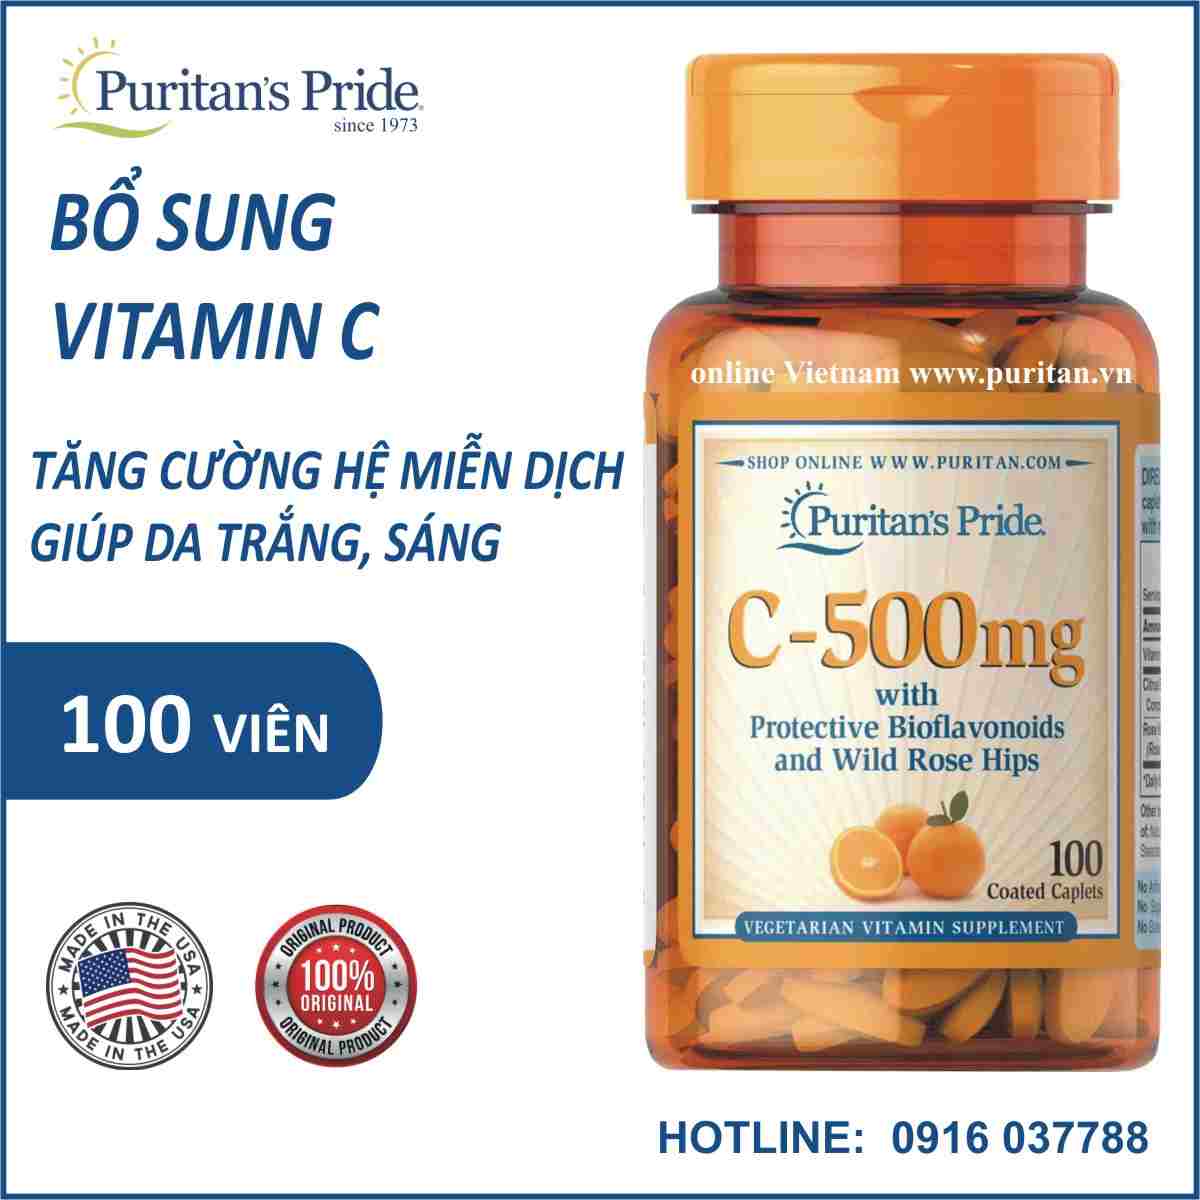 Puritan's Pride®
since 1973
BỔ SUNG
VITAMIN C
TĂNG CƯỜNG HỆ MIỄN DỊCH
GIÚP DA TRẮNG, SÁNG
100 VIÊN
MADE IN THE USA
MADE IN THE USA
ORIGINAL PRODUCT
100%
ORIGINAL
ORIGINAL PRODUCT
online Vietnam www.puritan.vn
SHOP ONLINE WWW.PURITAN.COM
Puritan's Pride®
C-500mg
with
Protective Bioflavonoids
and Wild Rose Hips
100
Coated Caplets
VEGETARIAN VITAMIN SUPPLEMENT
HOTLINE: 0916 037788